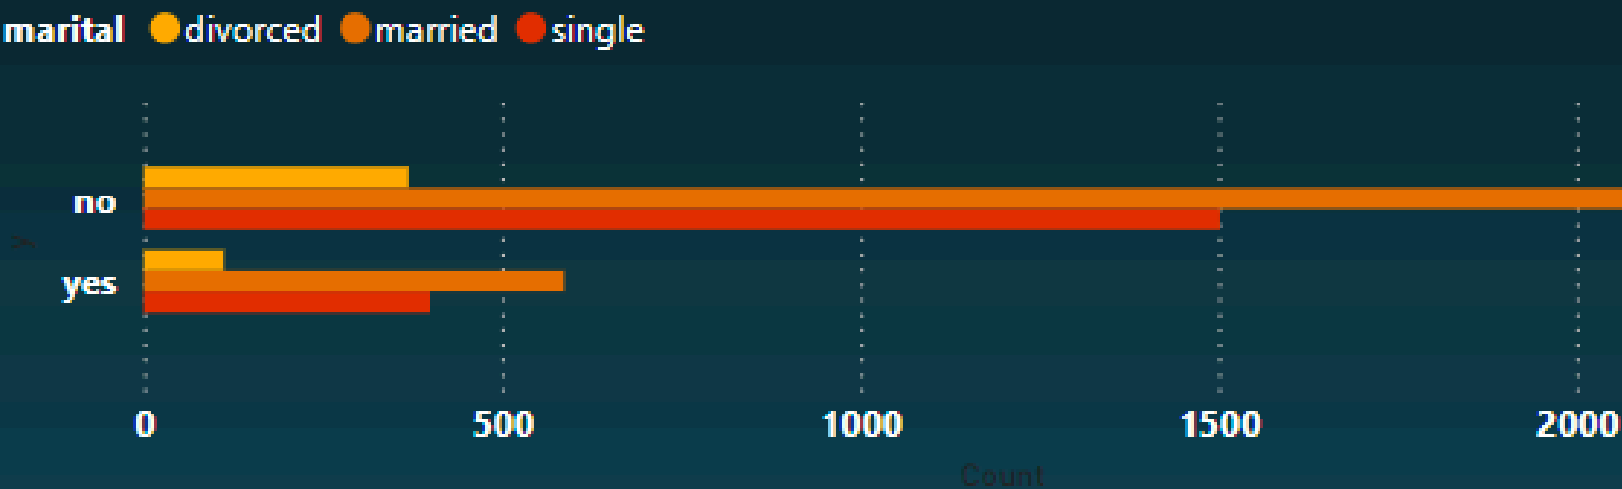 marital divorced married single
no
y
yes
0 500 1000 1500 2000
Count